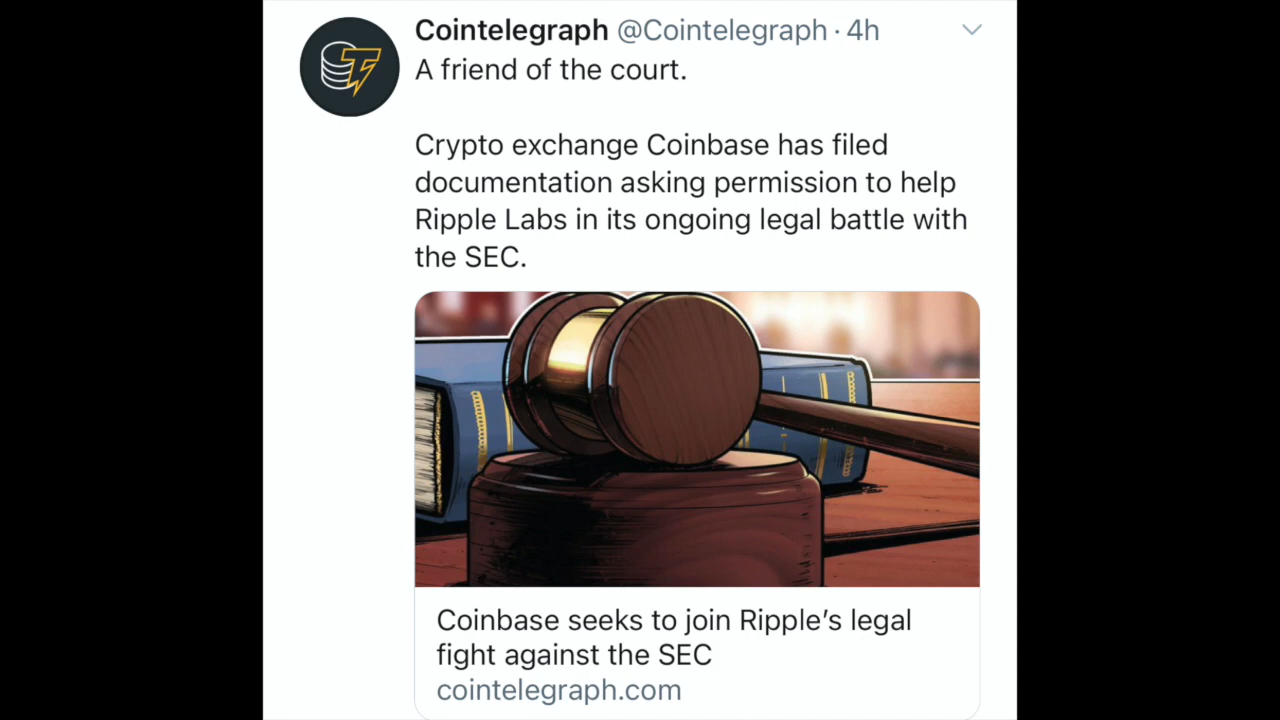 Cointelegraph @Cointelegraph · 4h
A friend of the court.
Crypto exchange Coinbase has filed
documentation asking permission to help
Ripple Labs in its ongoing legal battle with
the SEC.
Coinbase seeks to join Ripple’s legal
fight against the SEC
cointelegraph.com